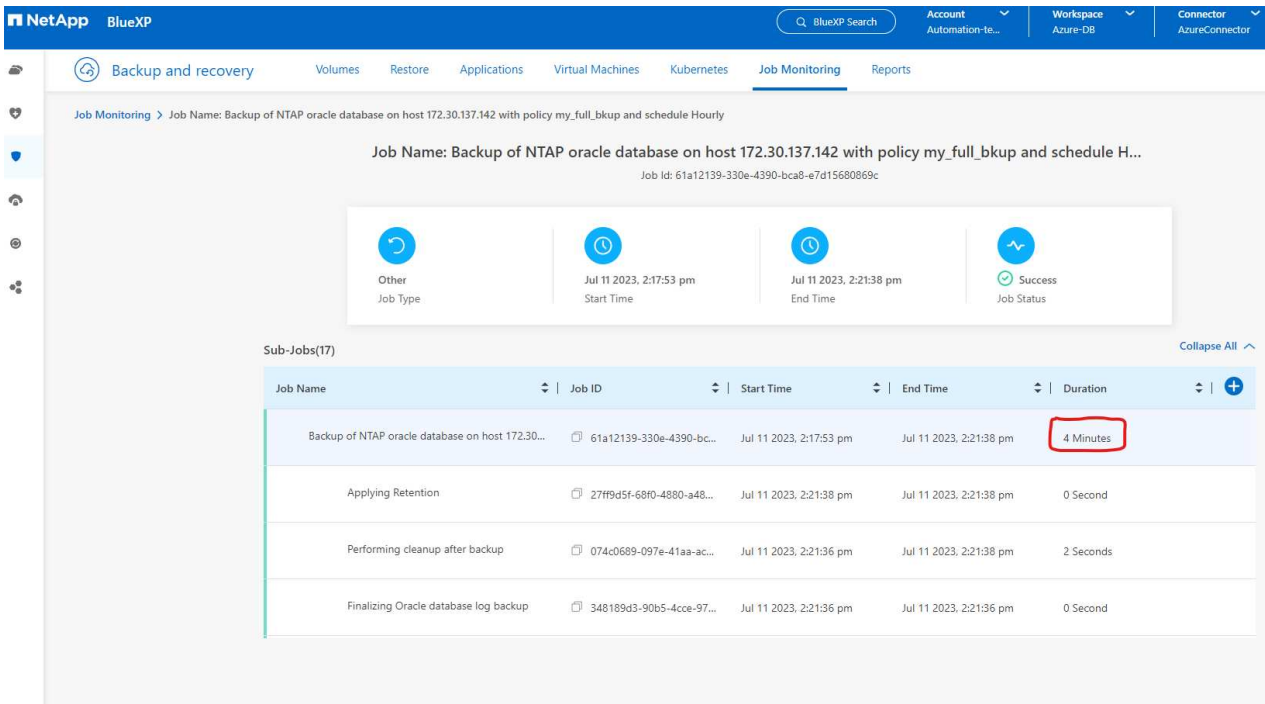 NetApp BlueXP
BlueXP Search
Account
Automation-te...
Workspace
Azure-DB
Connector
AzureConnector
Backup and recovery
Volumes Restore Applications Virtual Machines Kubernetes Job Monitoring Reports
Job Monitoring > Job Name: Backup of NTAP oracle database on host 172.30.137.142 with policy my_full_bkup and schedule Hourly
Job Name: Backup of NTAP oracle database on host 172.30.137.142 with policy my_full_bkup and schedule H...
Job Id: 61a12139-330e-4390-bca8-e7d15680869c
Other
Job Type
Jul 11 2023, 2:17:53 pm
Start Time
Jul 11 2023, 2:21:38 pm
End Time
Success
Job Status
Sub-Jobs(17)
Collapse All
Job Name Job ID Start Time End Time Duration
Backup of NTAP oracle database on host 172.30... 61a12139-330e-4390-bc... Jul 11 2023, 2:17:53 pm Jul 11 2023, 2:21:38 pm 4 Minutes
Applying Retention 27ff9d5f-68f0-4880-a48... Jul 11 2023, 2:21:38 pm Jul 11 2023, 2:21:38 pm 0 Second
Performing cleanup after backup 074c0689-097e-41aa-ac... Jul 11 2023, 2:21:36 pm Jul 11 2023, 2:21:38 pm 2 Seconds
Finalizing Oracle database log backup 348189d3-90b5-4cce-97... Jul 11 2023, 2:21:36 pm Jul 11 2023, 2:21:36 pm 0 Second